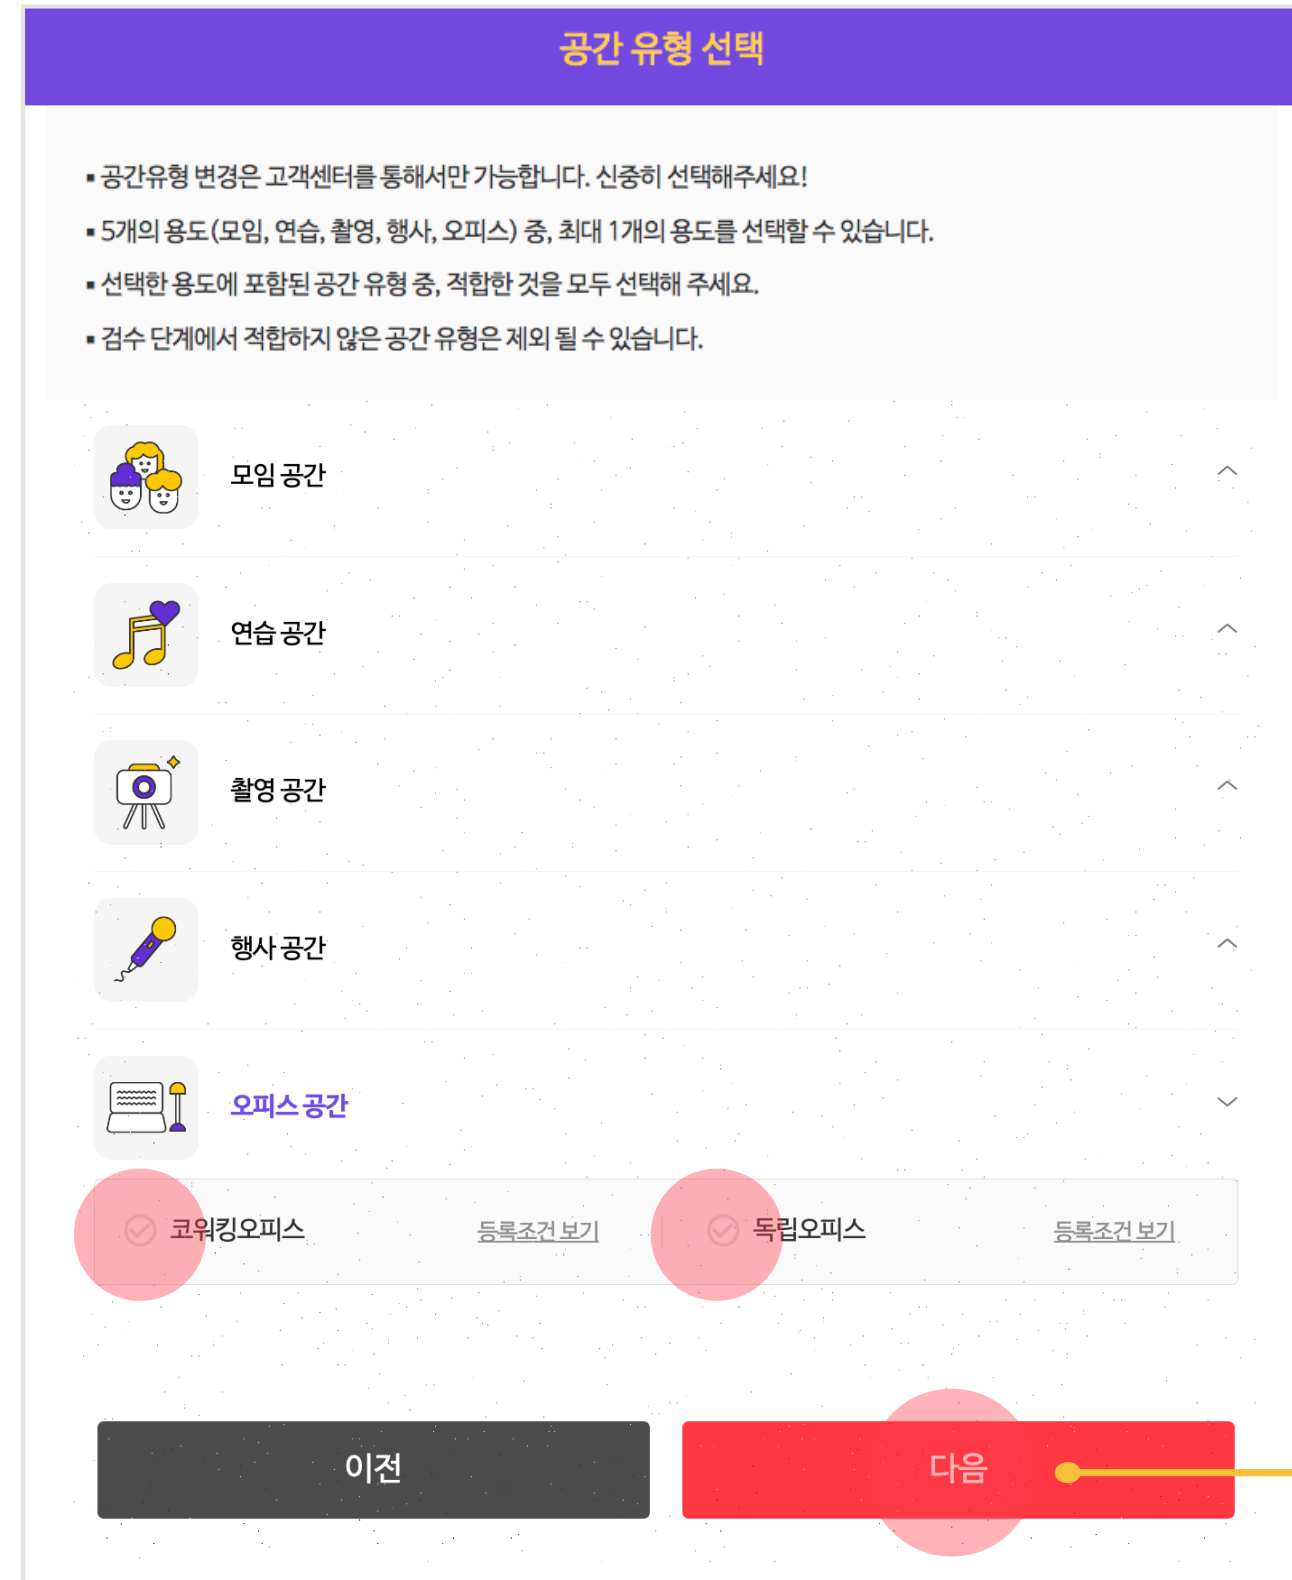 공간 유형 선택
▪ 공간유형 변경은 고객센터를 통해서만 가능합니다. 신중히 선택해주세요!
▪ 5개의 용도(모임, 연습, 촬영, 행사, 오피스) 중, 최대 1개의 용도를 선택할 수 있습니다.
▪ 선택한 용도에 포함된 공간 유형 중, 적합한 것을 모두 선택해 주세요.
▪ 검수 단계에서 적합하지 않은 공간 유형은 제외 될 수 있습니다.
모임 공간
연습 공간
촬영 공간
행사 공간
오피스 공간
코워킹오피스 등록조건 보기 독립오피스 등록조건 보기
이전 다음